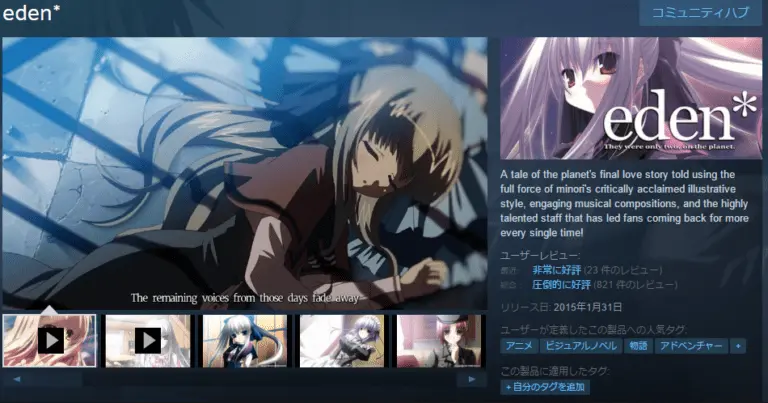 eden*
コミュニティハブ
The remaining voices from those days fade away
eden*
They were only two, on the planet.
A tale of the planet's final love story told using the
full force of minori's critically acclaimed illustrative
style, engaging musical compositions, and the highly
talented staff that has led fans coming back for more
every single time!
ユーザーレビュー:
最近: 非常に好評 (23 件のレビュー)
総合: 圧倒的に好評 (821 件のレビュー)
リリース日: 2015年1月31日
ユーザーが定義したこの製品への人気タグ:
アニメ ビジュアルノベル 物語 アドベンチャー +
この製品に適用したタグ:
+自分のタグを追加